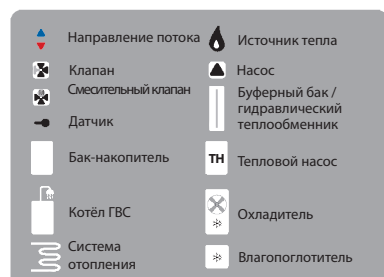 Направление потока
Источник тепла
Клапан
Насос
Смесительный клапан
Буферный бак /
гидравлический
теплообменник
Датчик
Бак-накопитель
ТН Тепловой насос
Котёл ГВС
Охладитель
Система
отопления
Влагопоглотитель